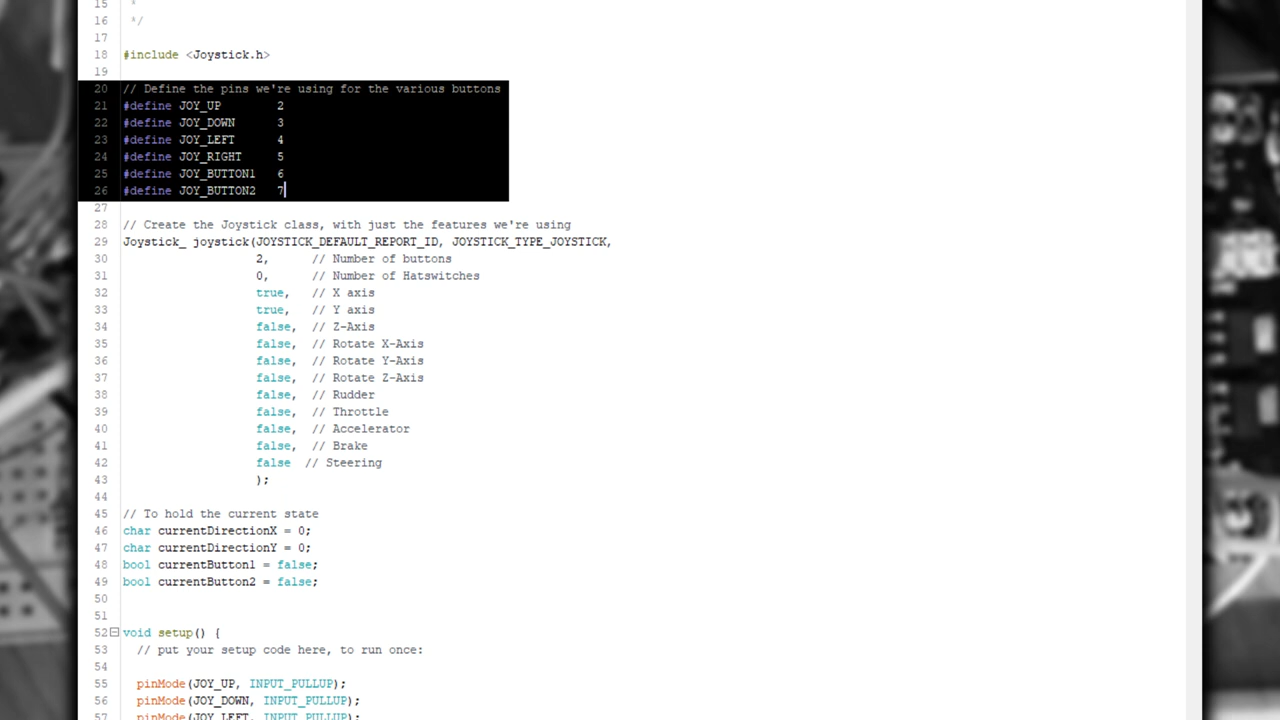 15 *
16 */
17
18 #include <Joystick.h>
19
20 // Define the pins we're using for the various buttons
21 #define JOY_UP        2
22 #define JOY_DOWN      3
23 #define JOY_LEFT      4
24 #define JOY_RIGHT     5
25 #define JOY_BUTTON1   6
26 #define JOY_BUTTON2   7
27
28 // Create the Joystick class, with just the features we're using
29 Joystick_ joystick(JOYSTICK_DEFAULT_REPORT_ID, JOYSTICK_TYPE_JOYSTICK,
30                    2,      // Number of buttons
31                    0,      // Number of Hatswitches
32                    true,   // X axis
33                    true,   // Y axis
34                    false,  // Z-Axis
35                    false,  // Rotate X-Axis
36                    false,  // Rotate Y-Axis
37                    false,  // Rotate Z-Axis
38                    false,  // Rudder
39                    false,  // Throttle
40                    false,  // Accelerator
41                    false,  // Brake
42                    false  // Steering
43                    );
44
45 // To hold the current state
46 char currentDirectionX = 0;
47 char currentDirectionY = 0;
48 bool currentButton1 = false;
49 bool currentButton2 = false;
50
51
52 void setup() {
53   // put your setup code here, to run once:
54
55   pinMode(JOY_UP, INPUT_PULLUP);
56   pinMode(JOY_DOWN, INPUT_PULLUP);
57   pinMode(JOY_LEFT, INPUT_PULLUP);